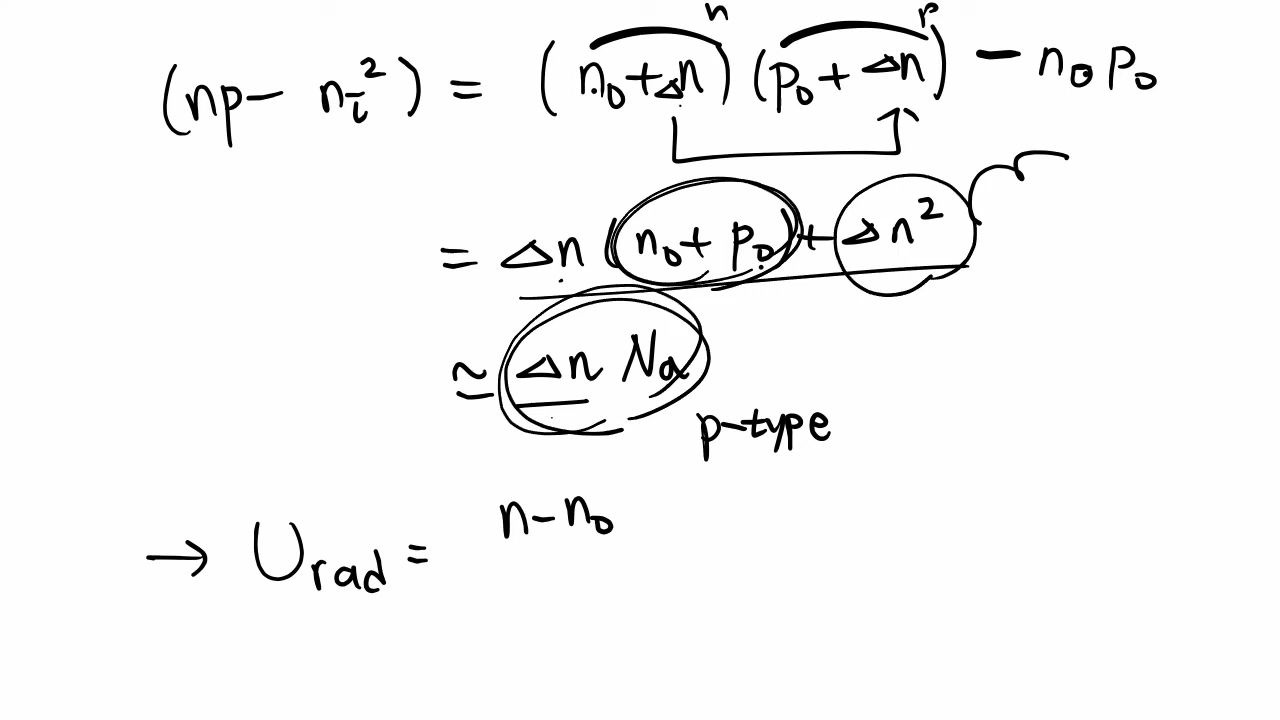 n p
(np − nᵢ²) = (n₀ + Δn)(p₀ + Δn) − n₀p₀
= Δn (n₀ + p₀) + Δn²
≃ Δn Na
p-type
n − n₀
→ U_rad =